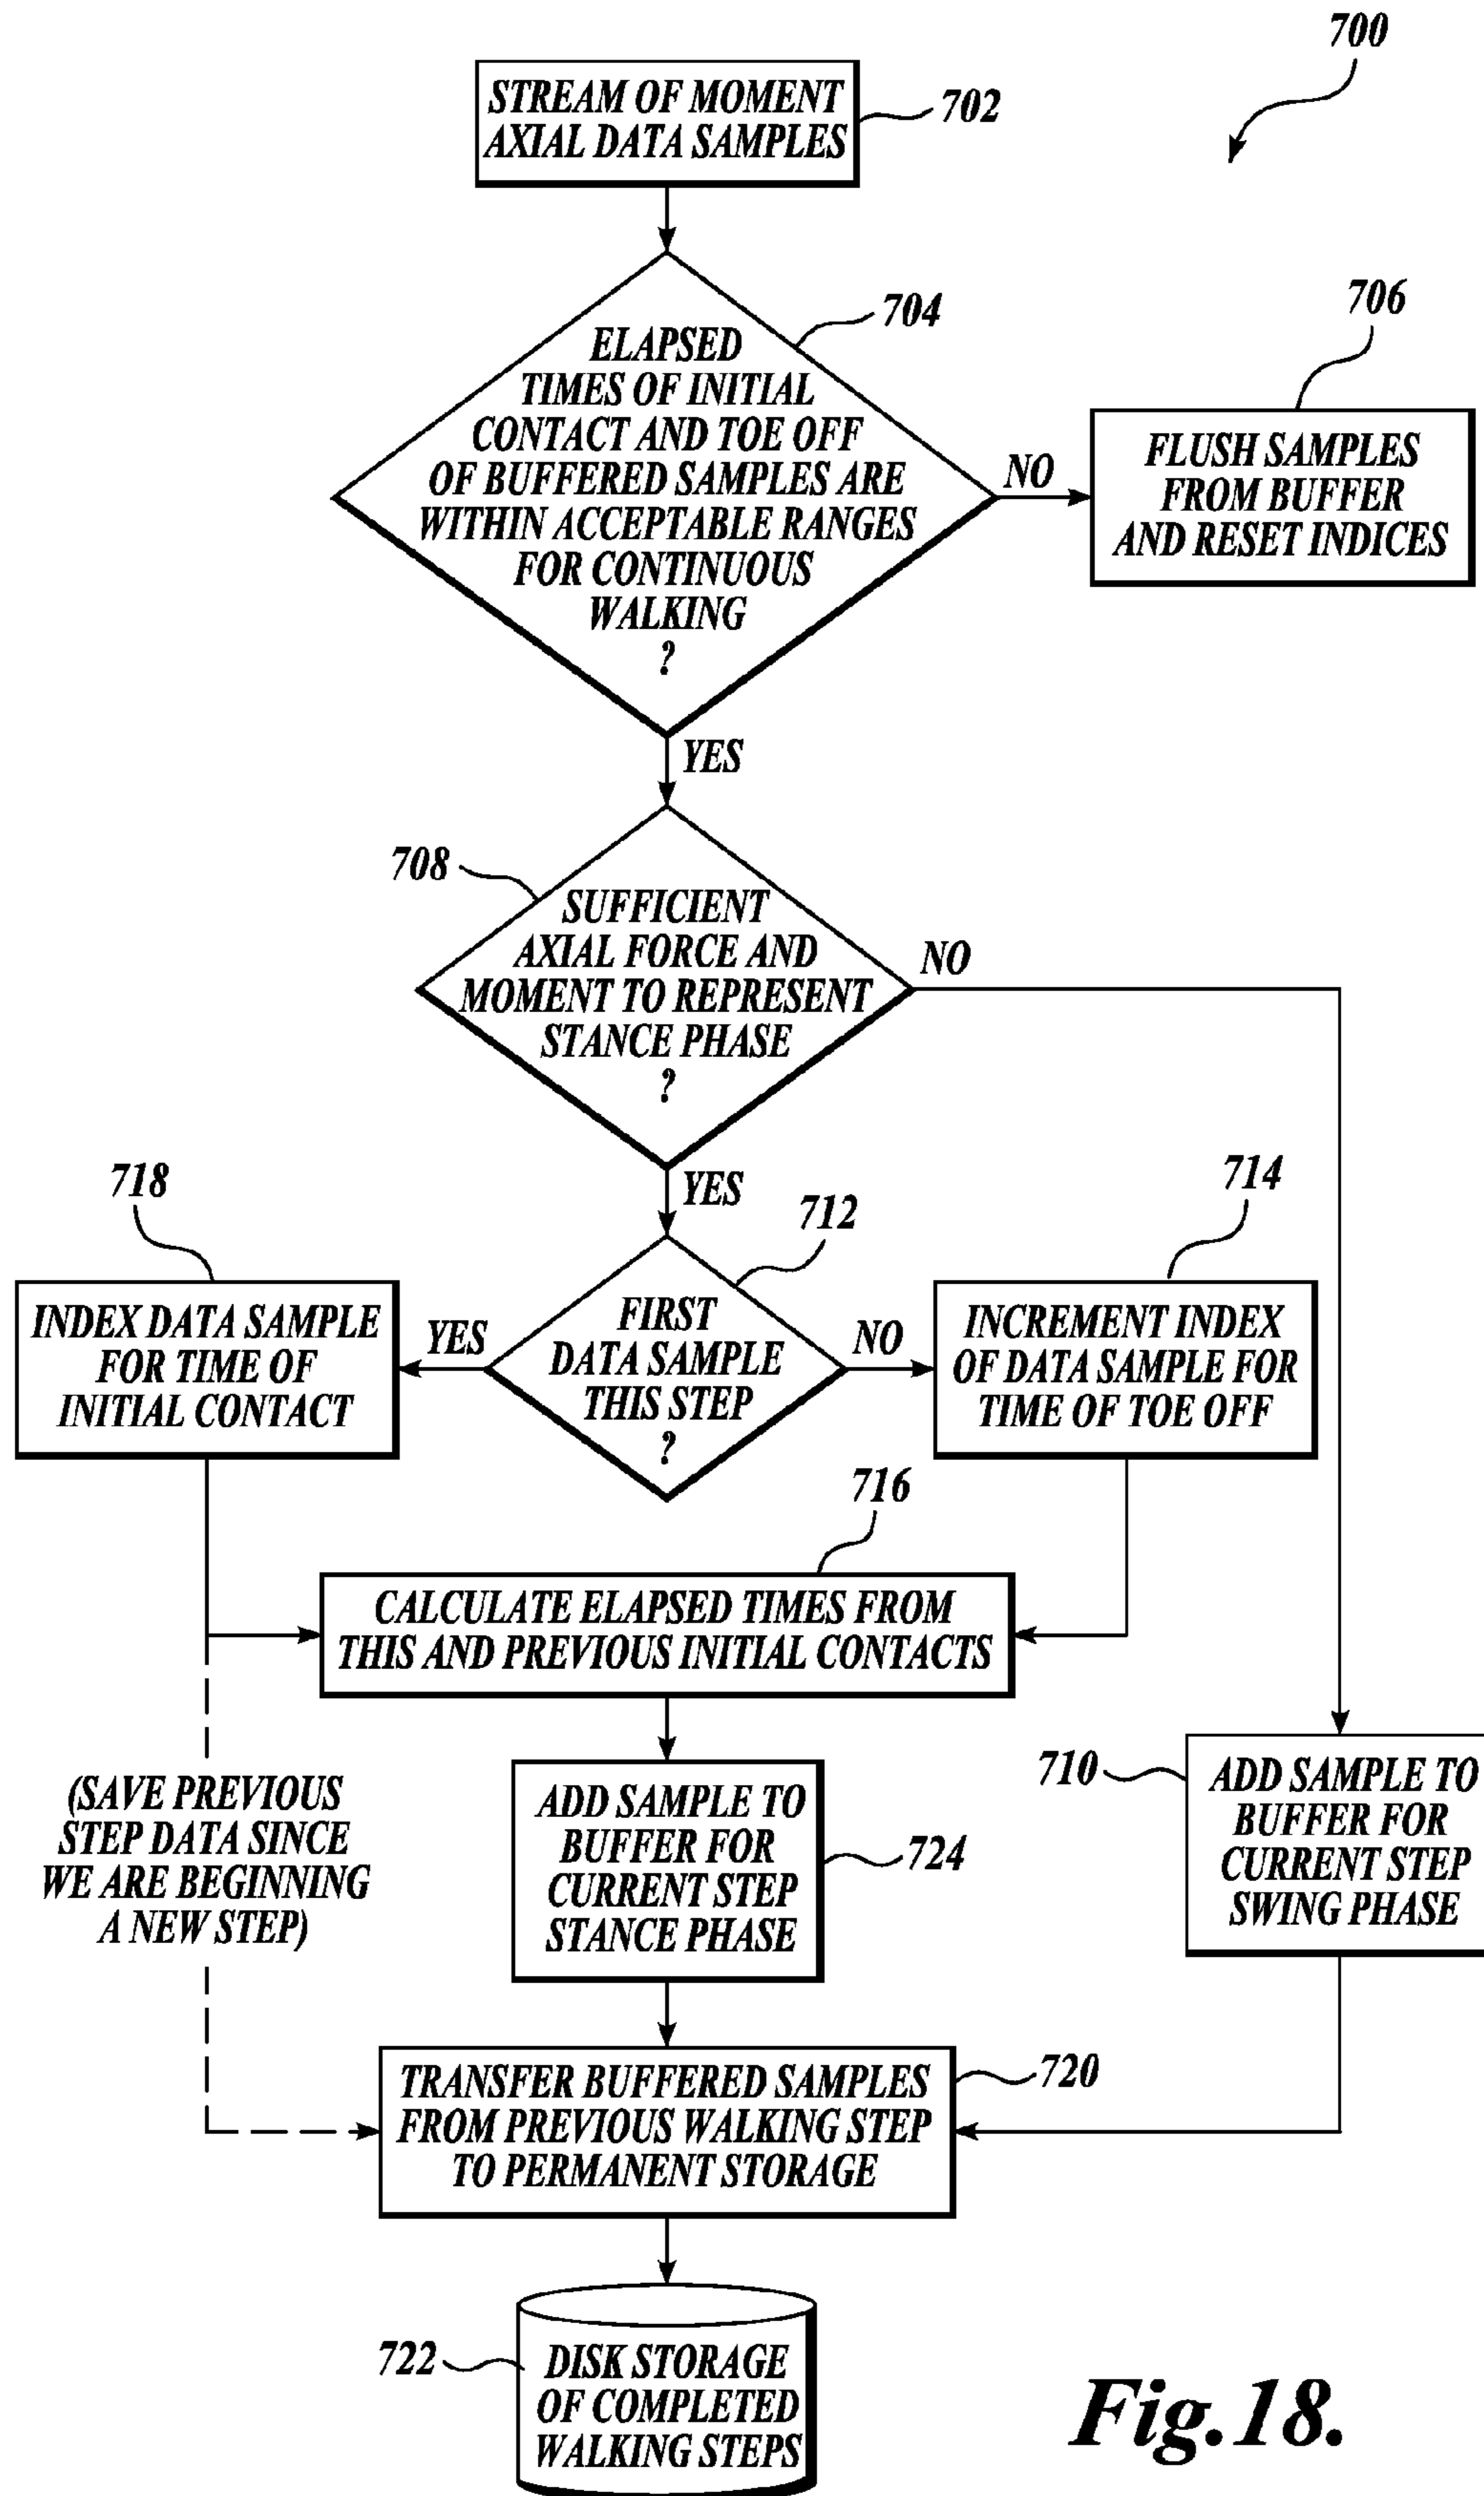 700
STREAM OF MOMENT
AXIAL DATA SAMPLES
702
704
ELAPSED
TIMES OF INITIAL
CONTACT AND TOE OFF
OF BUFFERED SAMPLES ARE
WITHIN ACCEPTABLE RANGES
FOR CONTINUOUS
WALKING
?
NO
706
FLUSH SAMPLES
FROM BUFFER
AND RESET INDICES
YES
708
SUFFICIENT
AXIAL FORCE AND
MOMENT TO REPRESENT
STANCE PHASE
?
NO
YES
712
FIRST
DATA SAMPLE
THIS STEP
?
YES
NO
718
INDEX DATA SAMPLE
FOR TIME OF
INITIAL CONTACT
714
INCREMENT INDEX
OF DATA SAMPLE FOR
TIME OF TOE OFF
716
CALCULATE ELAPSED TIMES FROM
THIS AND PREVIOUS INITIAL CONTACTS
(SAVE PREVIOUS
STEP DATA SINCE
WE ARE BEGINNING
A NEW STEP)
ADD SAMPLE TO
BUFFER FOR
CURRENT STEP
STANCE PHASE
724
710
ADD SAMPLE TO
BUFFER FOR
CURRENT STEP
SWING PHASE
TRANSFER BUFFERED SAMPLES
FROM PREVIOUS WALKING STEP
TO PERMANENT STORAGE
720
722
DISK STORAGE
OF COMPLETED
WALKING STEPS
Fig.18.